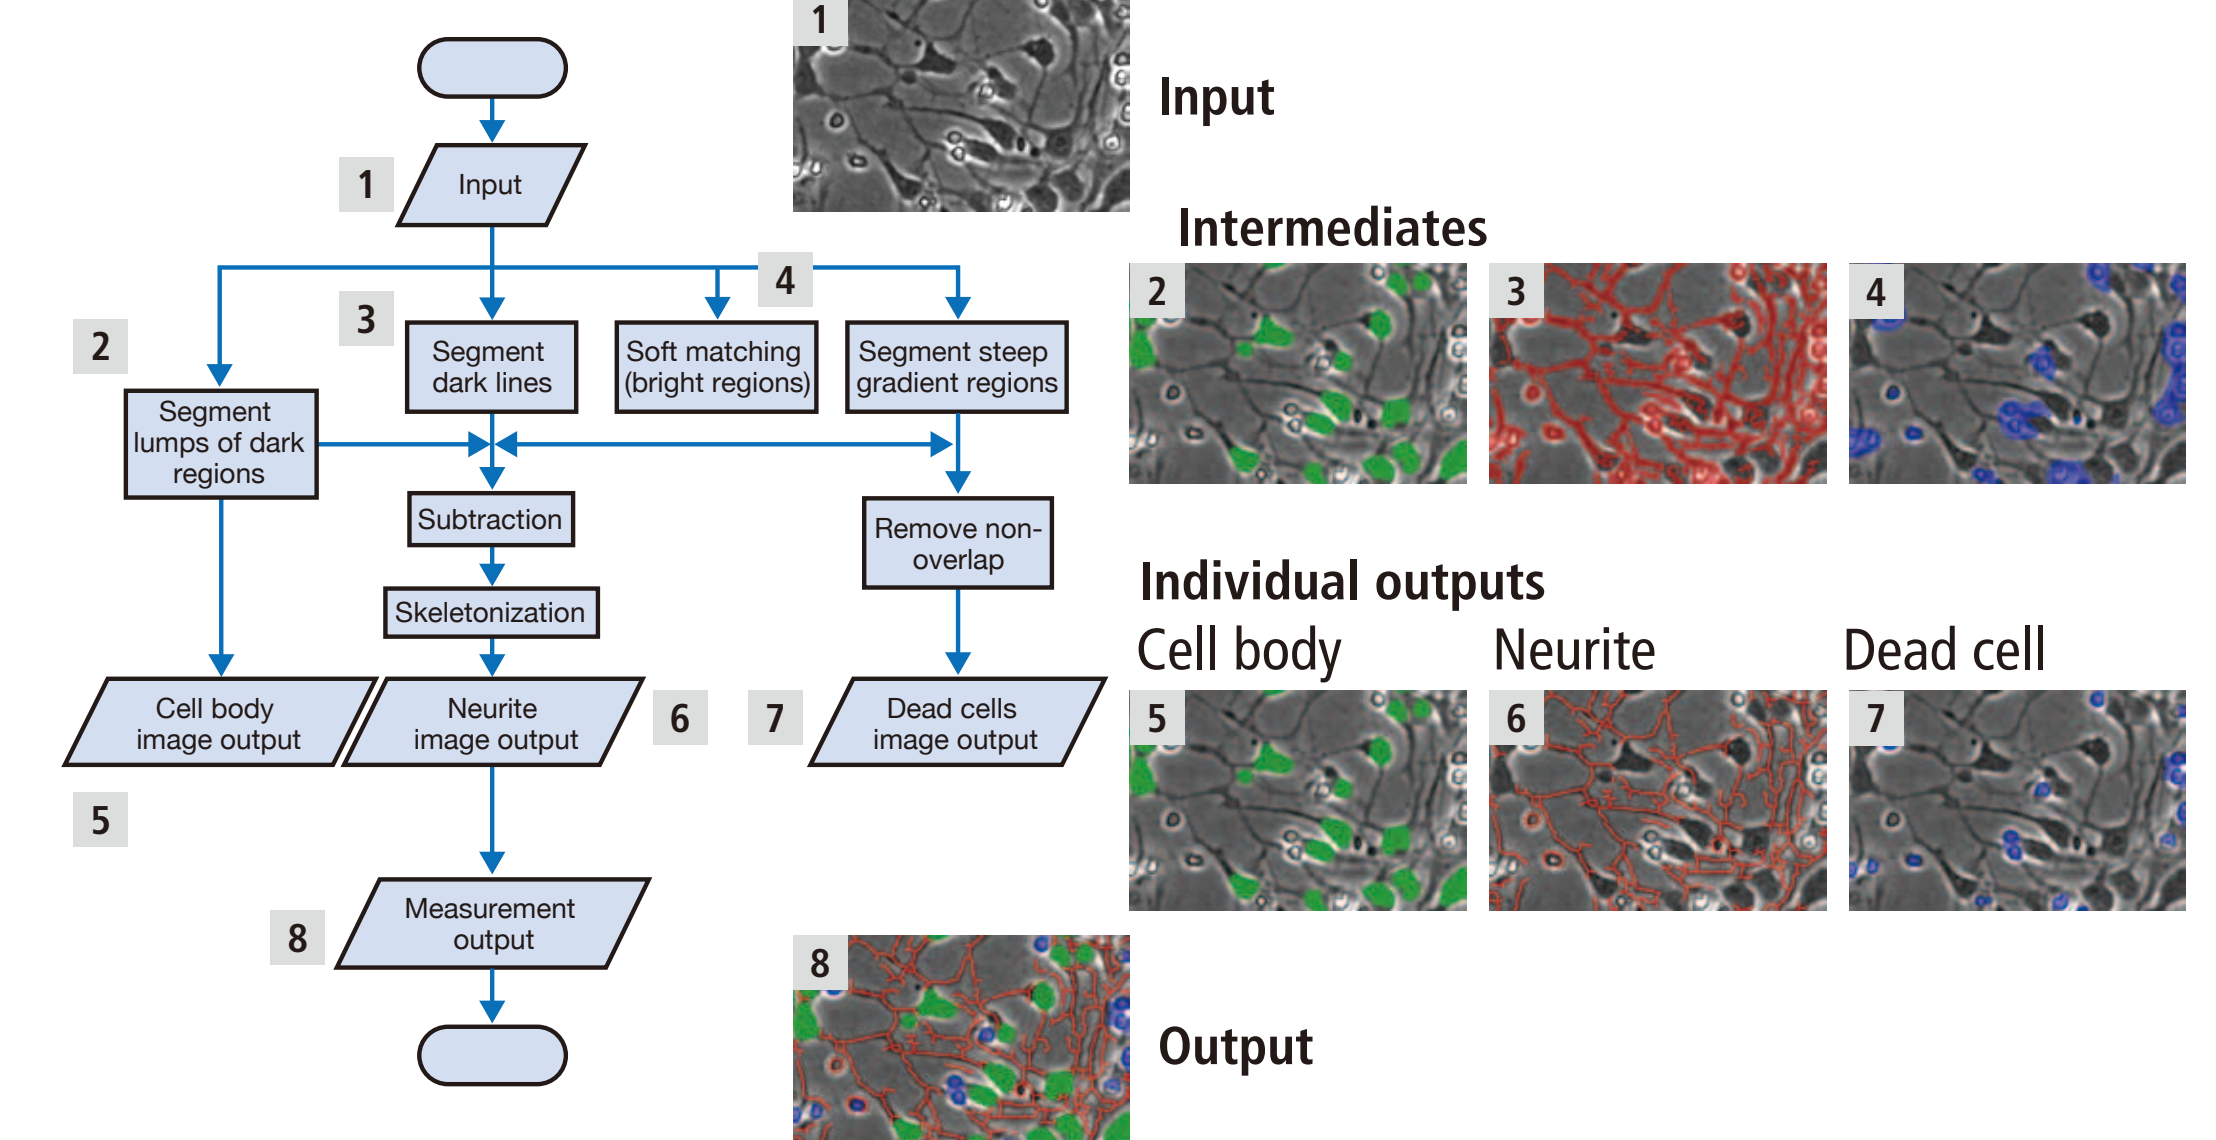 1
Input
2
3
4
Segment
lumps of dark
regions
Segment
dark lines
Soft matching
(bright regions)
Segment steep
gradient regions
Subtraction
Skeletonization
Remove non-
overlap
Cell body
image output
Neurite
image output
Dead cells
image output
5
6
7
8
Measurement
output
1
Input
Intermediates
2
3
4
Individual outputs
Cell body
Neurite
Dead cell
5
6
7
8
Output